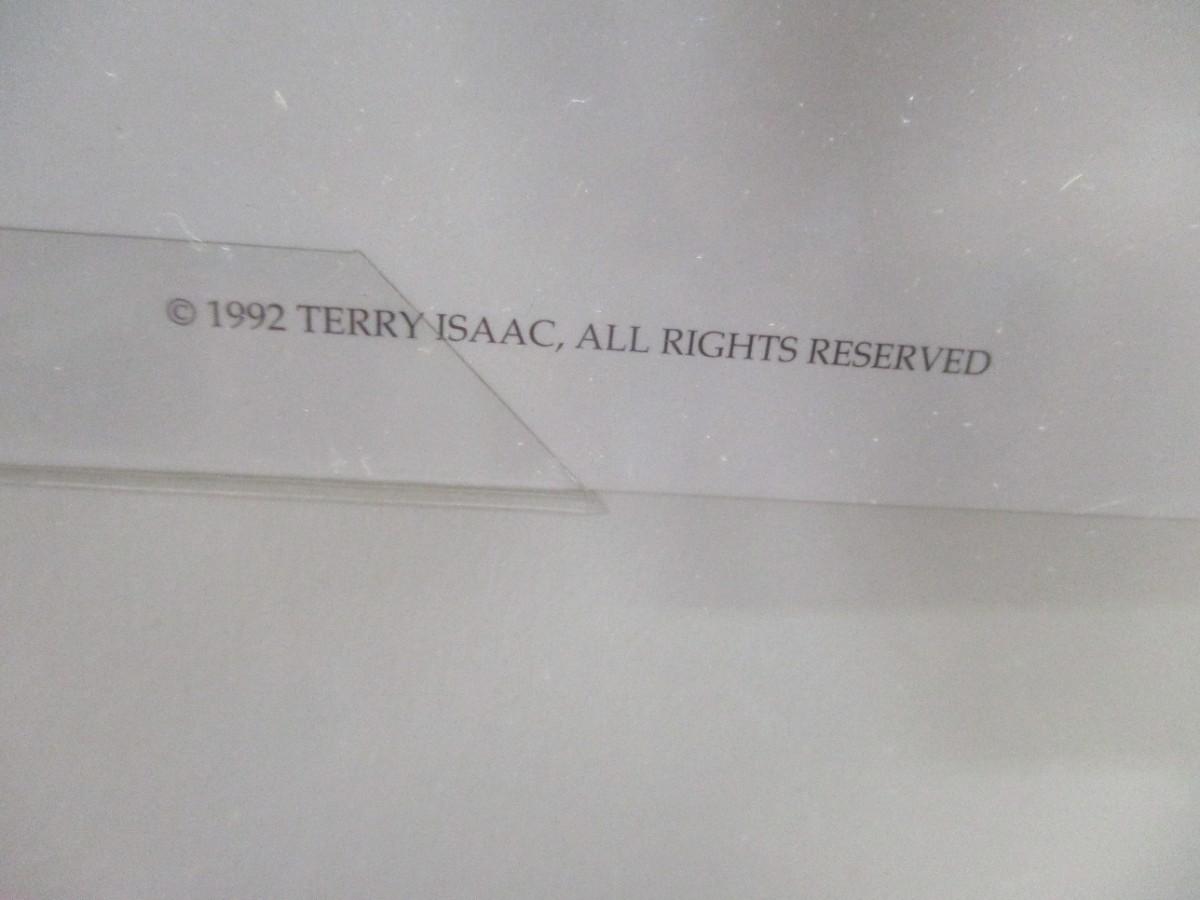 © 1992 TERRY ISAAC, ALL RIGHTS RESERVED